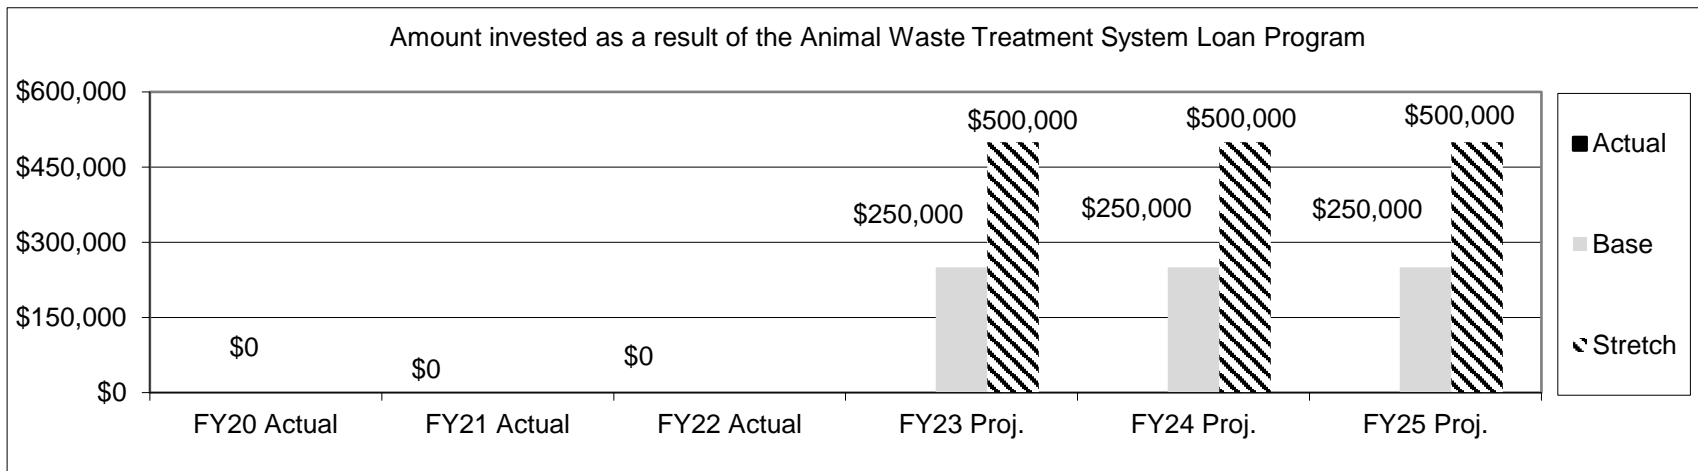 Amount invested as a result of the Animal Waste Treatment System Loan Program
$600,000
$450,000
$300,000
$150,000
$0
$0
$0
$0
$250,000
$500,000
$250,000
$500,000
$250,000
$500,000
FY20 Actual
FY21 Actual
FY22 Actual
FY23 Proj.
FY24 Proj.
FY25 Proj.
Actual
Base
Stretch